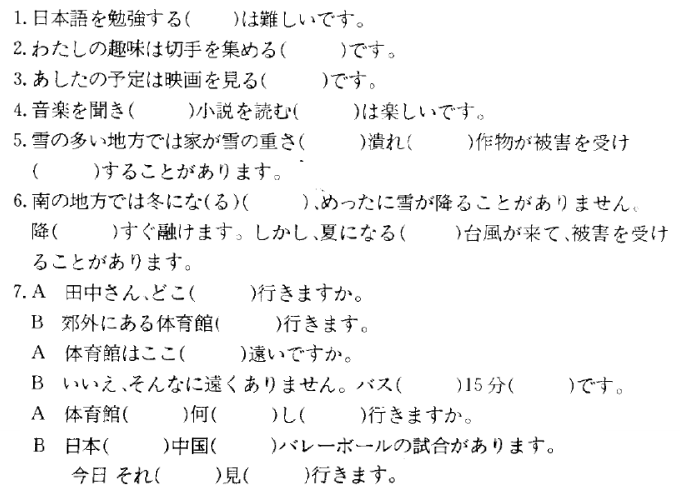 1.日本語を勉強する(　　)は難しいです。
2.わたしの趣味は切手を集める(　　)です。
3.あしたの予定は映画を見る(　　)です。
4.音楽を聞き(　　)小説を読む(　　)は楽しいです。
5.雪の多い地方では家が雪の重さ(　　)潰れ(　　)作物が被害を受け
(　　)することがあります。
6.南の地方では冬にな(る)(　　)、めったに雪が降ることがありません。
降(　　)すぐ融けます。しかし、夏になる(　　)台風が来て、被害を受け
ることがあります。
7.A　田中さん、どこ(　　)行きますか。
B　郊外にある体育館(　　)行きます。
A　体育館はここ(　　)遠いですか。
B　いいえ、そんなに遠くありません。バス(　　)15分(　　)です。
A　体育館(　　)何(　　)し(　　)行きますか。
B　日本(　　)中国(　　)バレーボールの試合があります。
今日 それ(　　)見(　　)行きます。